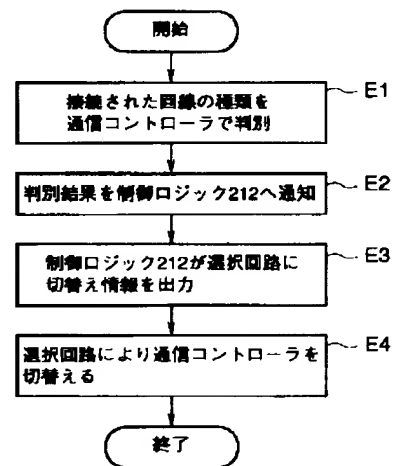 開始
接続された回線の種類を
通信コントローラで判別
E1
判別結果を制御ロジック212へ通知
E2
制御ロジック212が選択回路に
切替え情報を出力
E3
選択回路により通信コントローラを
切替える
E4
終了